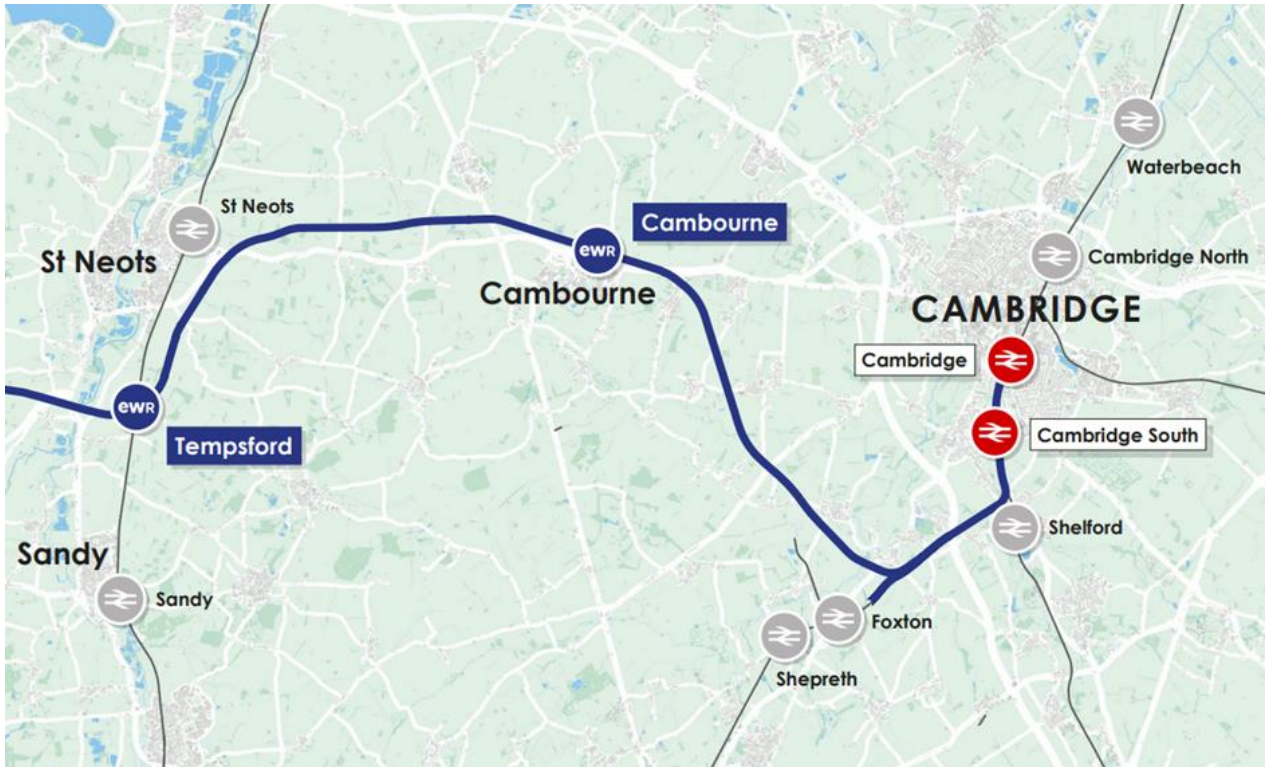 Waterbeach
St Neots
Cambourne
St Neots
Cambridge North
Cambourne
CAMBRIDGE
Cambridge
ewR
ewR
Tempsford
Cambridge South
Shelford
Sandy
Sandy
Foxton
Shepreth